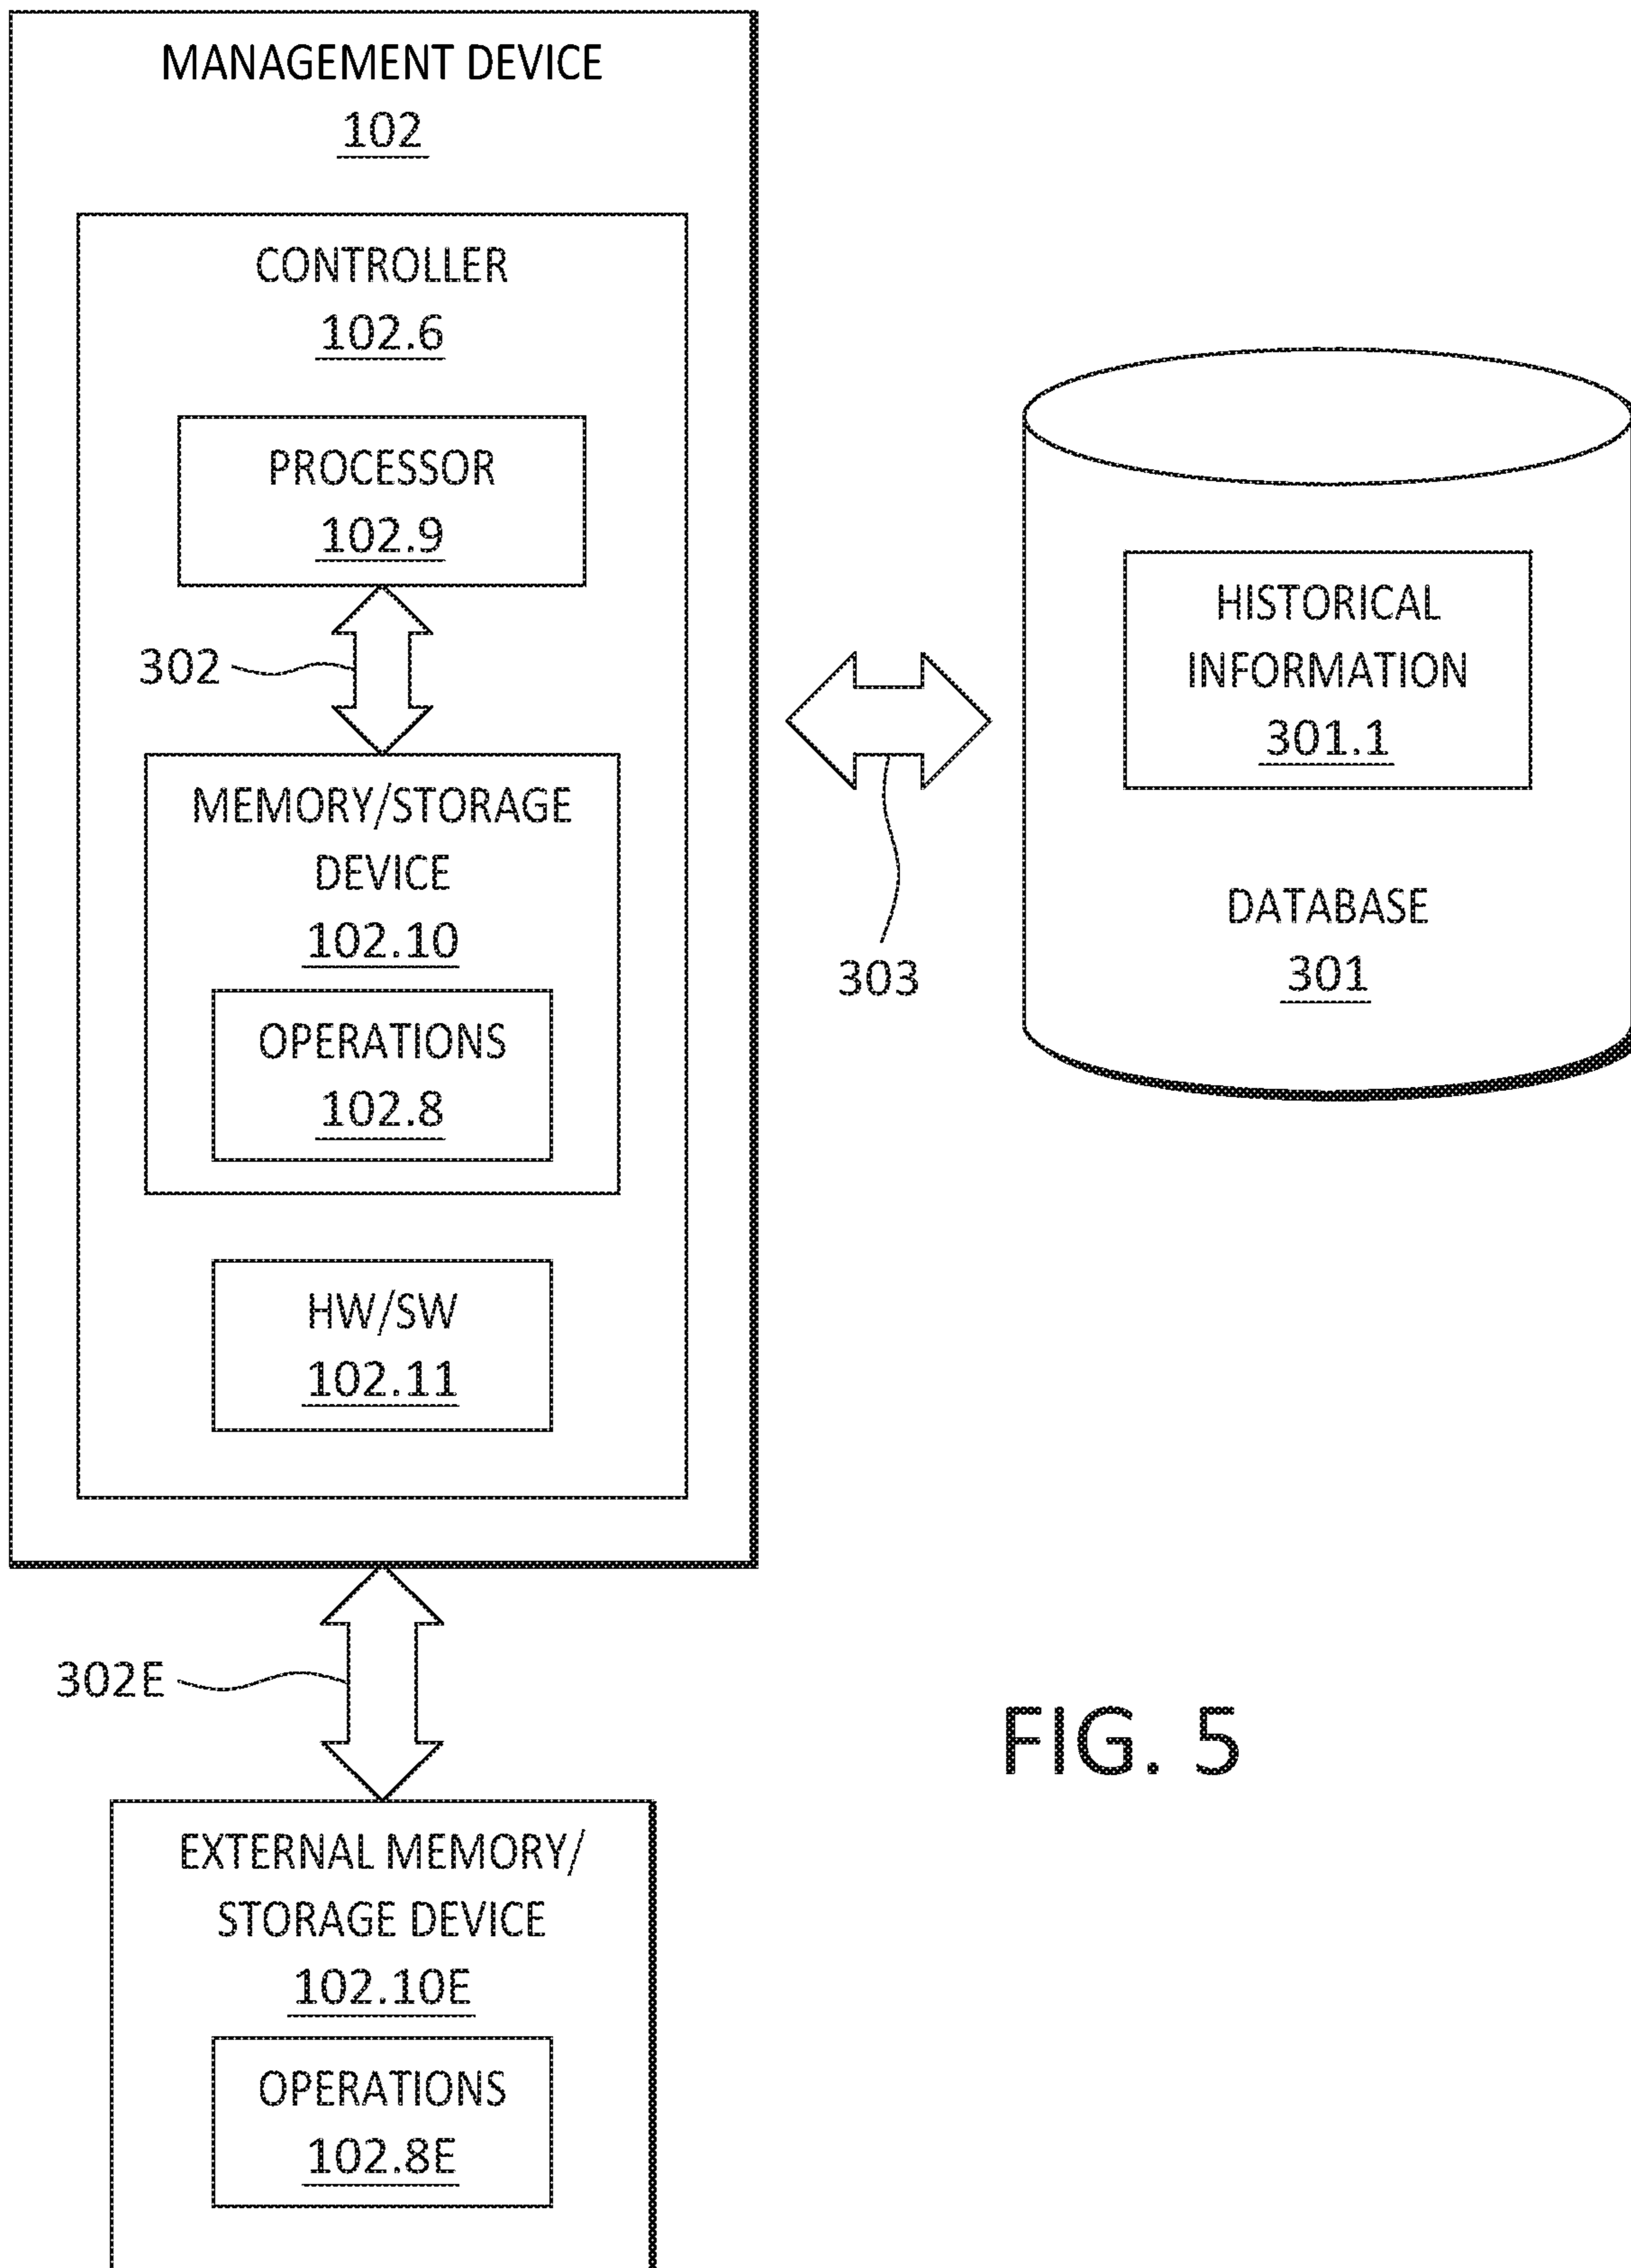 MANAGEMENT DEVICE
102
CONTROLLER
102.6
PROCESSOR
102.9
302
MEMORY/STORAGE
DEVICE
102.10
OPERATIONS
102.8
HW/SW
102.11
303
HISTORICAL
INFORMATION
301.1
DATABASE
301
302E
EXTERNAL MEMORY/
STORAGE DEVICE
102.10E
OPERATIONS
102.8E
FIG. 5